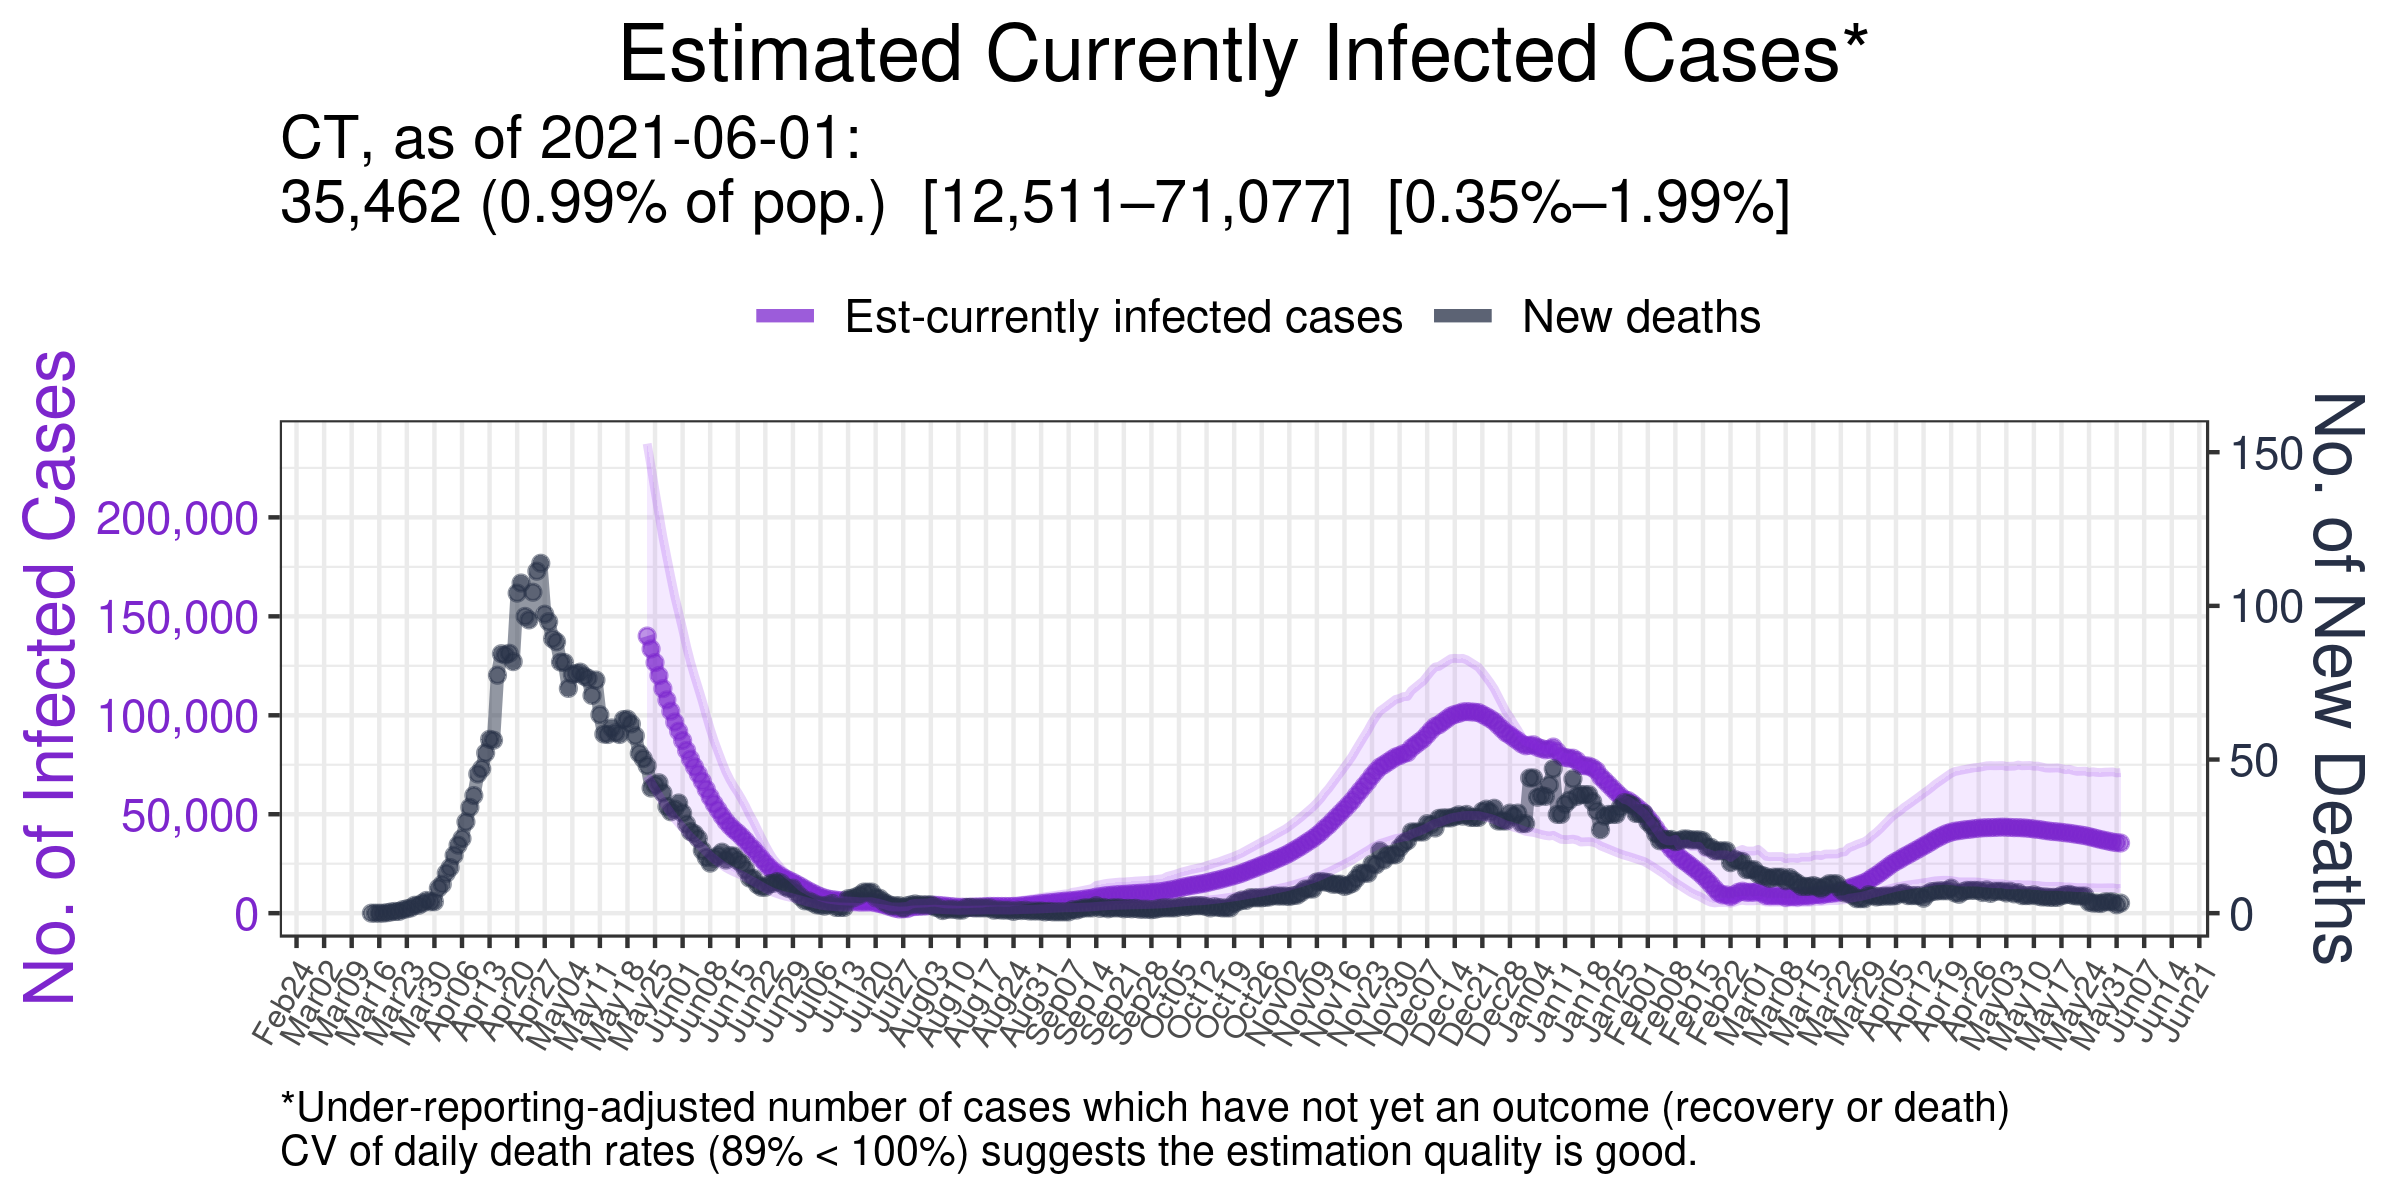 Estimated Currently Infected Cases*
CT, as of 2021-06-01:
35,462 (0.99% of pop.)  [12,511–71,077]  [0.35%–1.99%]
Est-currently infected cases
New deaths
No. of Infected Cases
200,000
150,000
100,000
50,000
0
150
100
50
0
No. of New Deaths
Feb24
Mar02
Mar09
Mar16
Mar23
Mar30
Apr06
Apr13
Apr20
Apr27
May04
May11
May18
May25
Jun01
Jun08
Jun15
Jun22
Jun29
Jul06
Jul13
Jul20
Jul27
Aug03
Aug10
Aug17
Aug24
Aug31
Sep07
Sep14
Sep21
Sep28
Oct05
Oct12
Oct19
Oct26
Nov02
Nov09
Nov16
Nov23
Nov30
Dec07
Dec14
Dec21
Dec28
Jan04
Jan11
Jan18
Jan25
Feb01
Feb08
Feb15
Feb22
Mar01
Mar08
Mar15
Mar22
Mar29
Apr05
Apr12
Apr19
Apr26
May03
May10
May17
May24
May31
Jun07
Jun14
Jun21
*Under-reporting-adjusted number of cases which have not yet an outcome (recovery or death)
CV of daily death rates (89% < 100%) suggests the estimation quality is good.